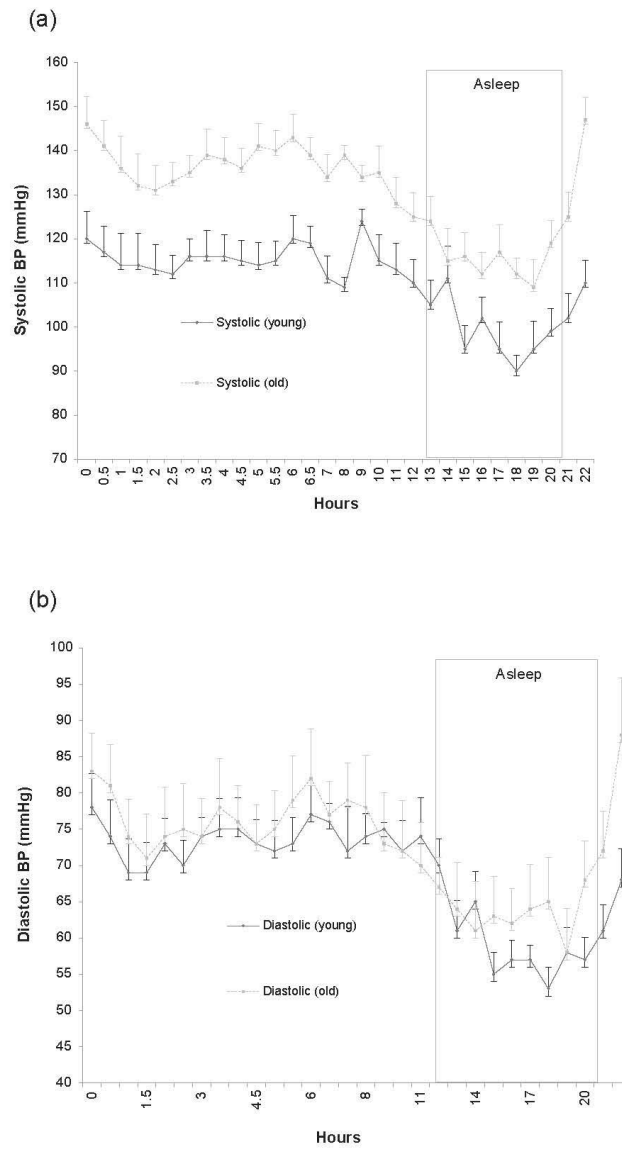 (a)
160
150
140
130
120
110
100
90
80
70
Systolic BP (mmHg)
Asleep
Systolic (young)
Systolic (old)
0 0.5 1 1.5 2 2.5 3 3.5 4 4.5 5 5.5 6 6.5 7 8 9 10 11 12 13 14 15 16 17 18 19 20 21 22
Hours
(b)
100
95
90
85
80
75
70
65
60
55
50
45
40
Diastolic BP (mmHg)
Asleep
Diastolic (young)
Diastolic (old)
0 1.5 3 4.5 6 8 11 14 17 20
Hours